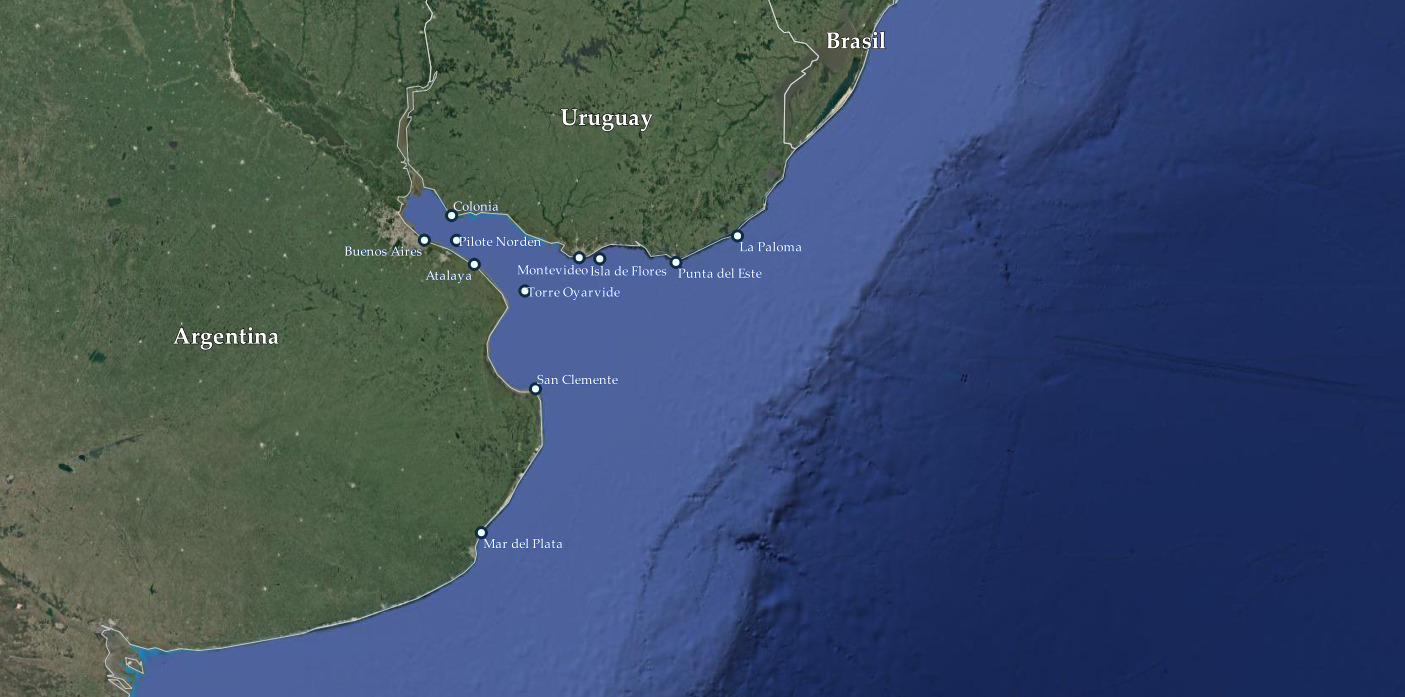 Brasil
Uruguay
Colonia
Buenos Aires
Pilote Norden
La Paloma
Atalaya
Montevideo
Isla de Flores
Punta del Este
Torre Oyarvide
Argentina
San Clemente
Mar del Plata